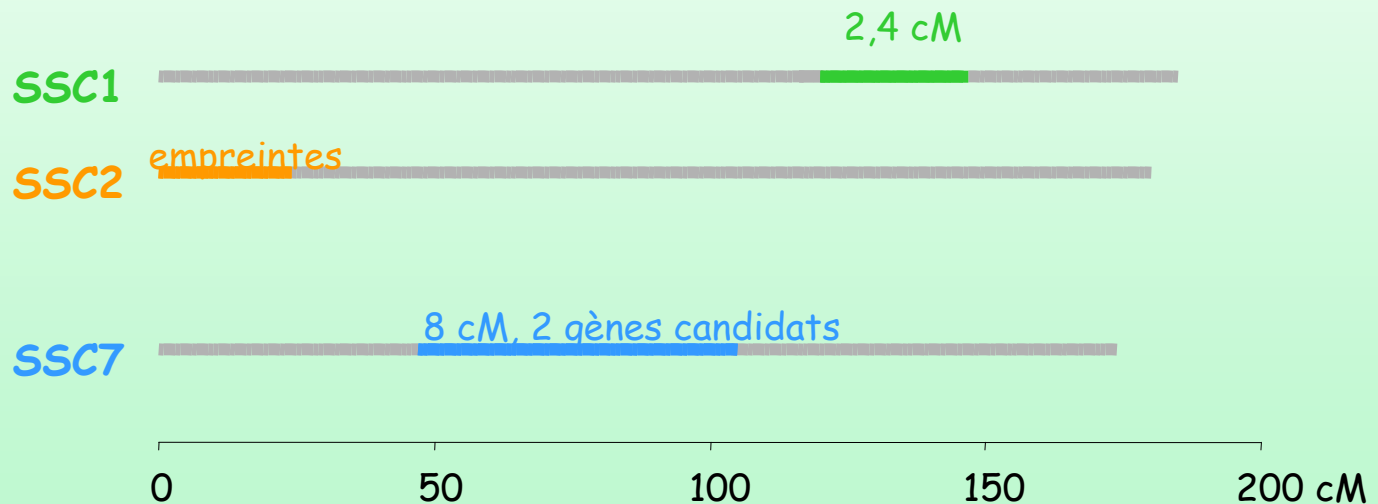 2,4 cM
SSC1
empreintes
SSC2
8 cM, 2 gènes candidats
SSC7
0 50 100 150 200 cM